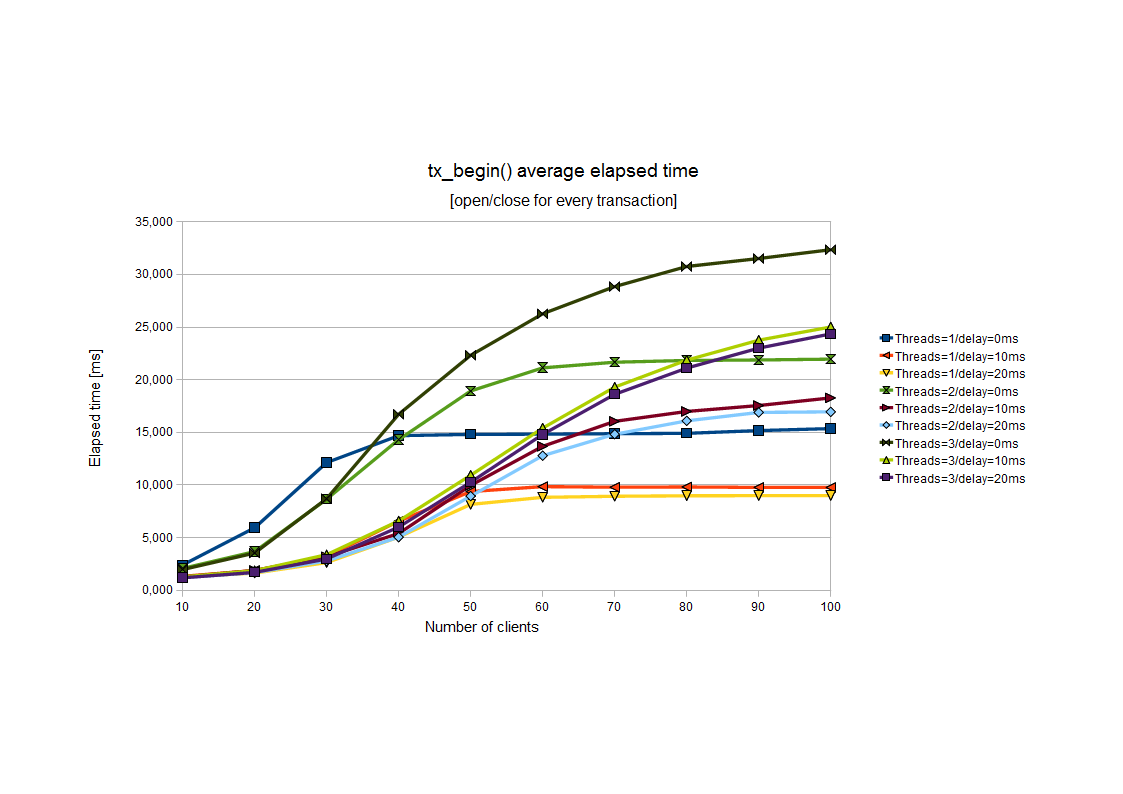 tx_begin() average elapsed time
[open/close for every transaction]
35,000
30,000
25,000
20,000
15,000
10,000
5,000
0,000
Elapsed time [ms]
10 20 30 40 50 60 70 80 90 100
Number of clients
Threads=1/delay=0ms
Threads=1/delay=10ms
Threads=1/delay=20ms
Threads=2/delay=0ms
Threads=2/delay=10ms
Threads=2/delay=20ms
Threads=3/delay=0ms
Threads=3/delay=10ms
Threads=3/delay=20ms